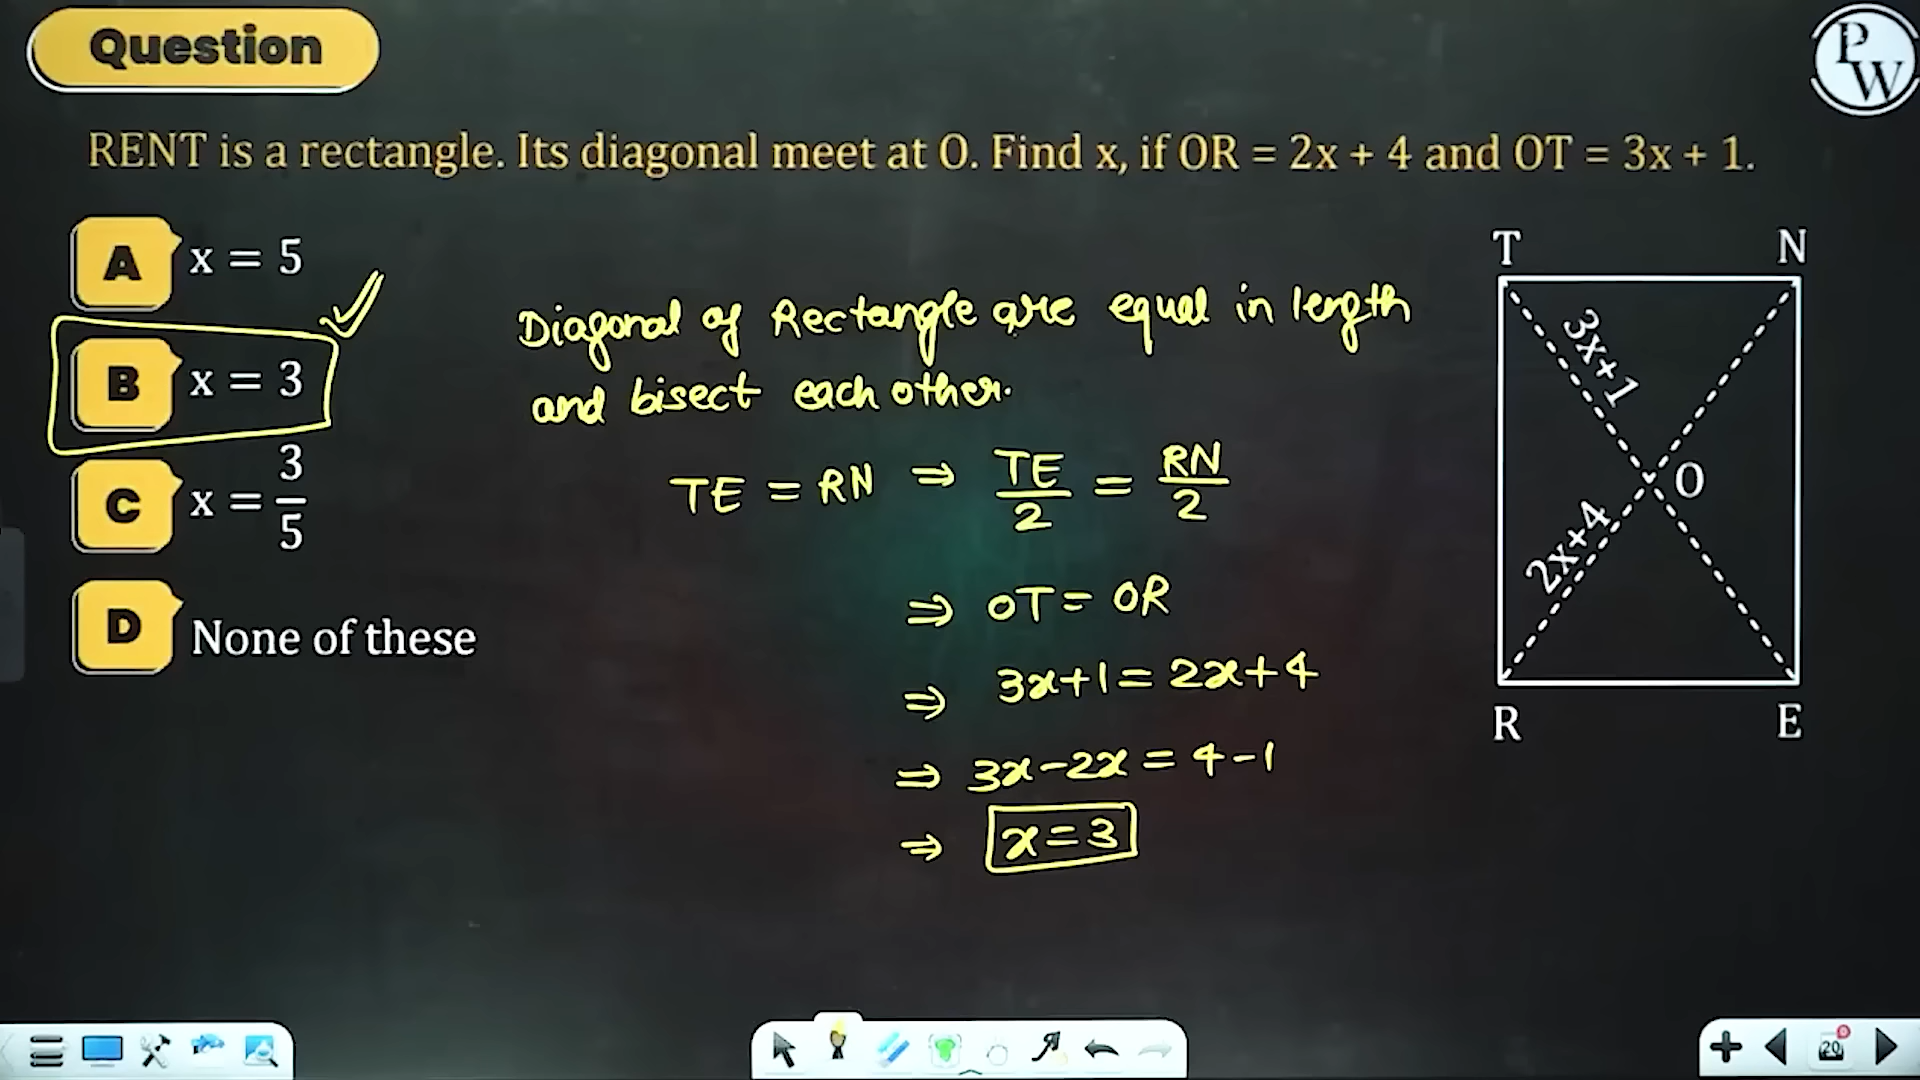 Question
PW
RENT is a rectangle. Its diagonal meet at O. Find x, if OR = 2x + 4 and OT = 3x + 1.
A x = 5
B x = 3
C x = 3/5
D None of these
Diagonal of Rectangle are equal in length
and bisect each other.
TE = RN ⇒ TE/2 = RN/2
⇒ OT = OR
⇒ 3x+1 = 2x+4
⇒ 3x-2x = 4-1
⇒ x=3
T N
3x+1
O
2x+4
R E
20